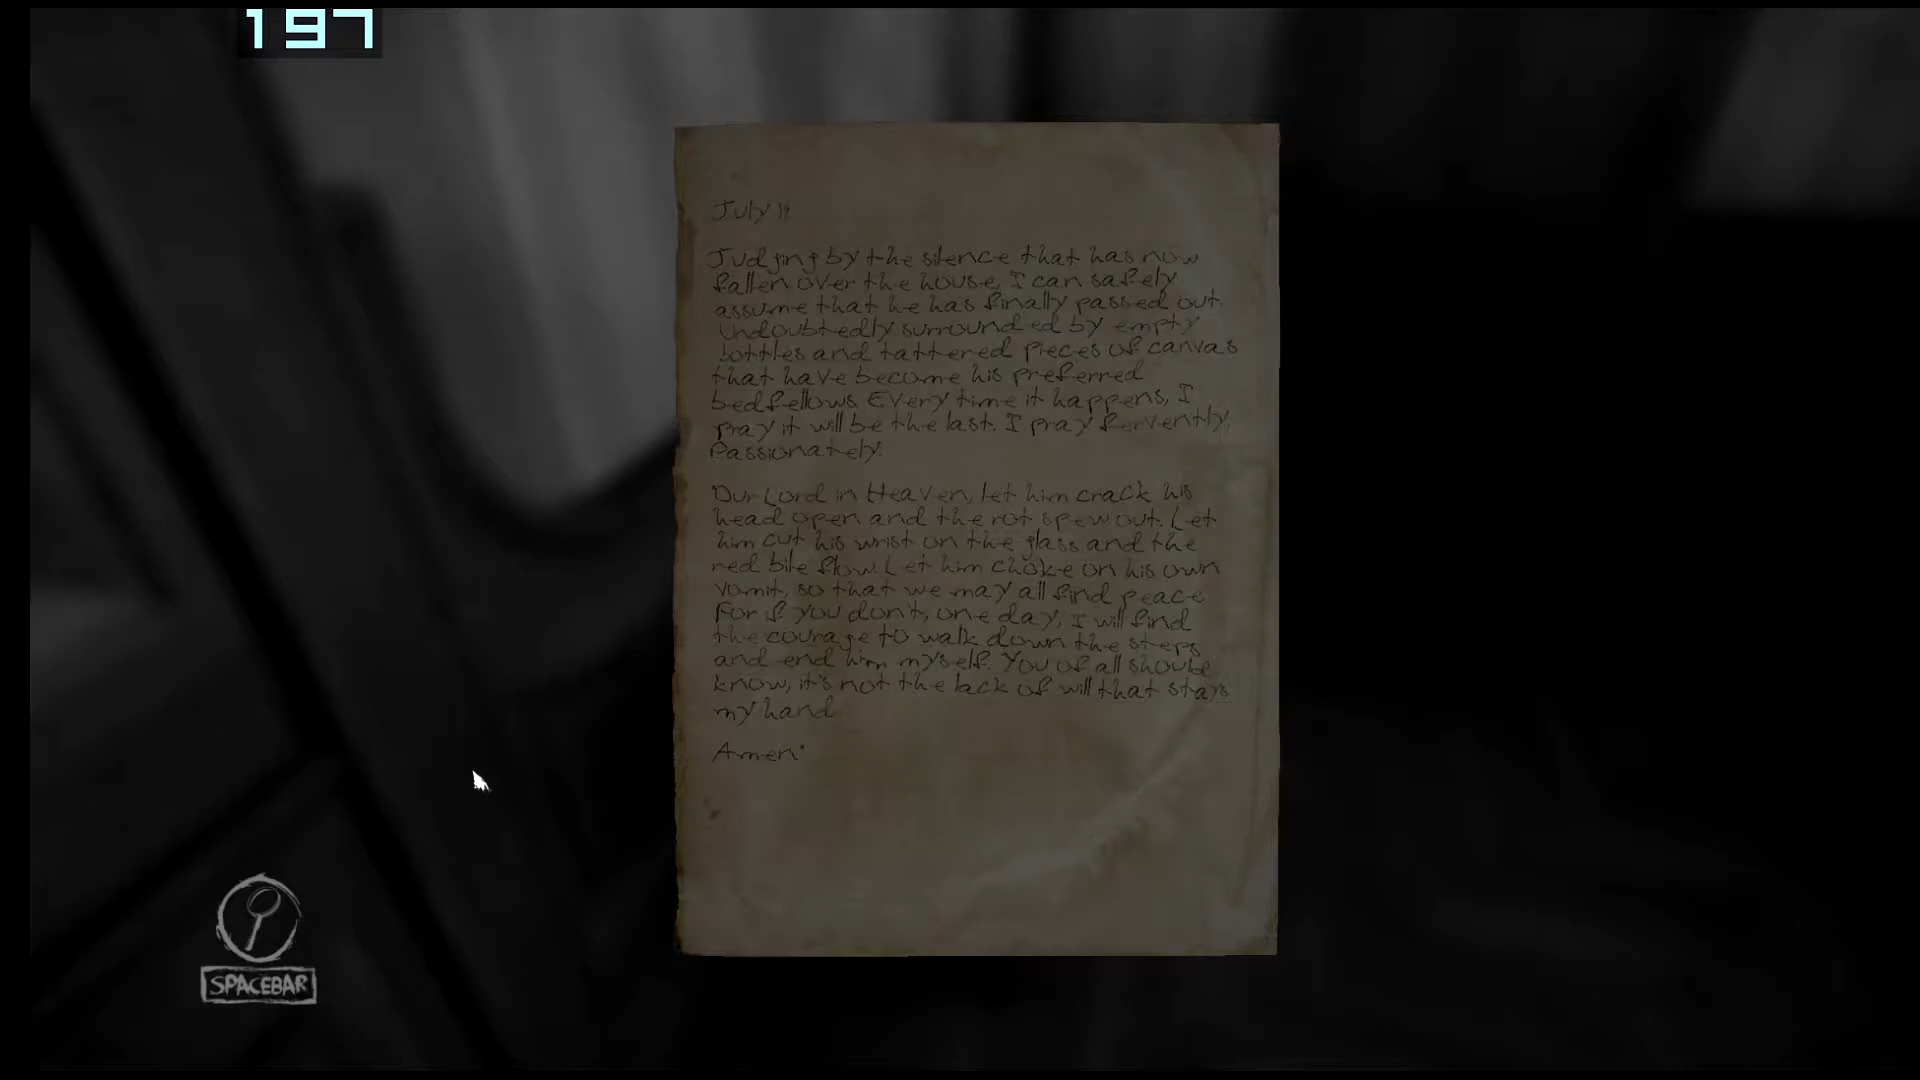 197
July 19
Judging by the silence that has now
fallen over the house, I can safely
assume that he has finally passed out.
Undoubtedly surrounded by empty
bottles and tattered pieces of canvas
that have become his preferred
bedfellows. Every time it happens, I
pray it will be the last. I pray fervently.
Passionately.
Our Lord in Heaven, let him crack his
head open and the rot spew out. Let
him cut his wrist on the glass and the
red bile flow. Let him choke on his own
vomit, so that we may all find peace
For if you don't, one day, I will find
the courage to walk down the steps
and end him myself. You of all should
know, it's not the lack of will that stays
my hand
Amen.
SPACEBAR